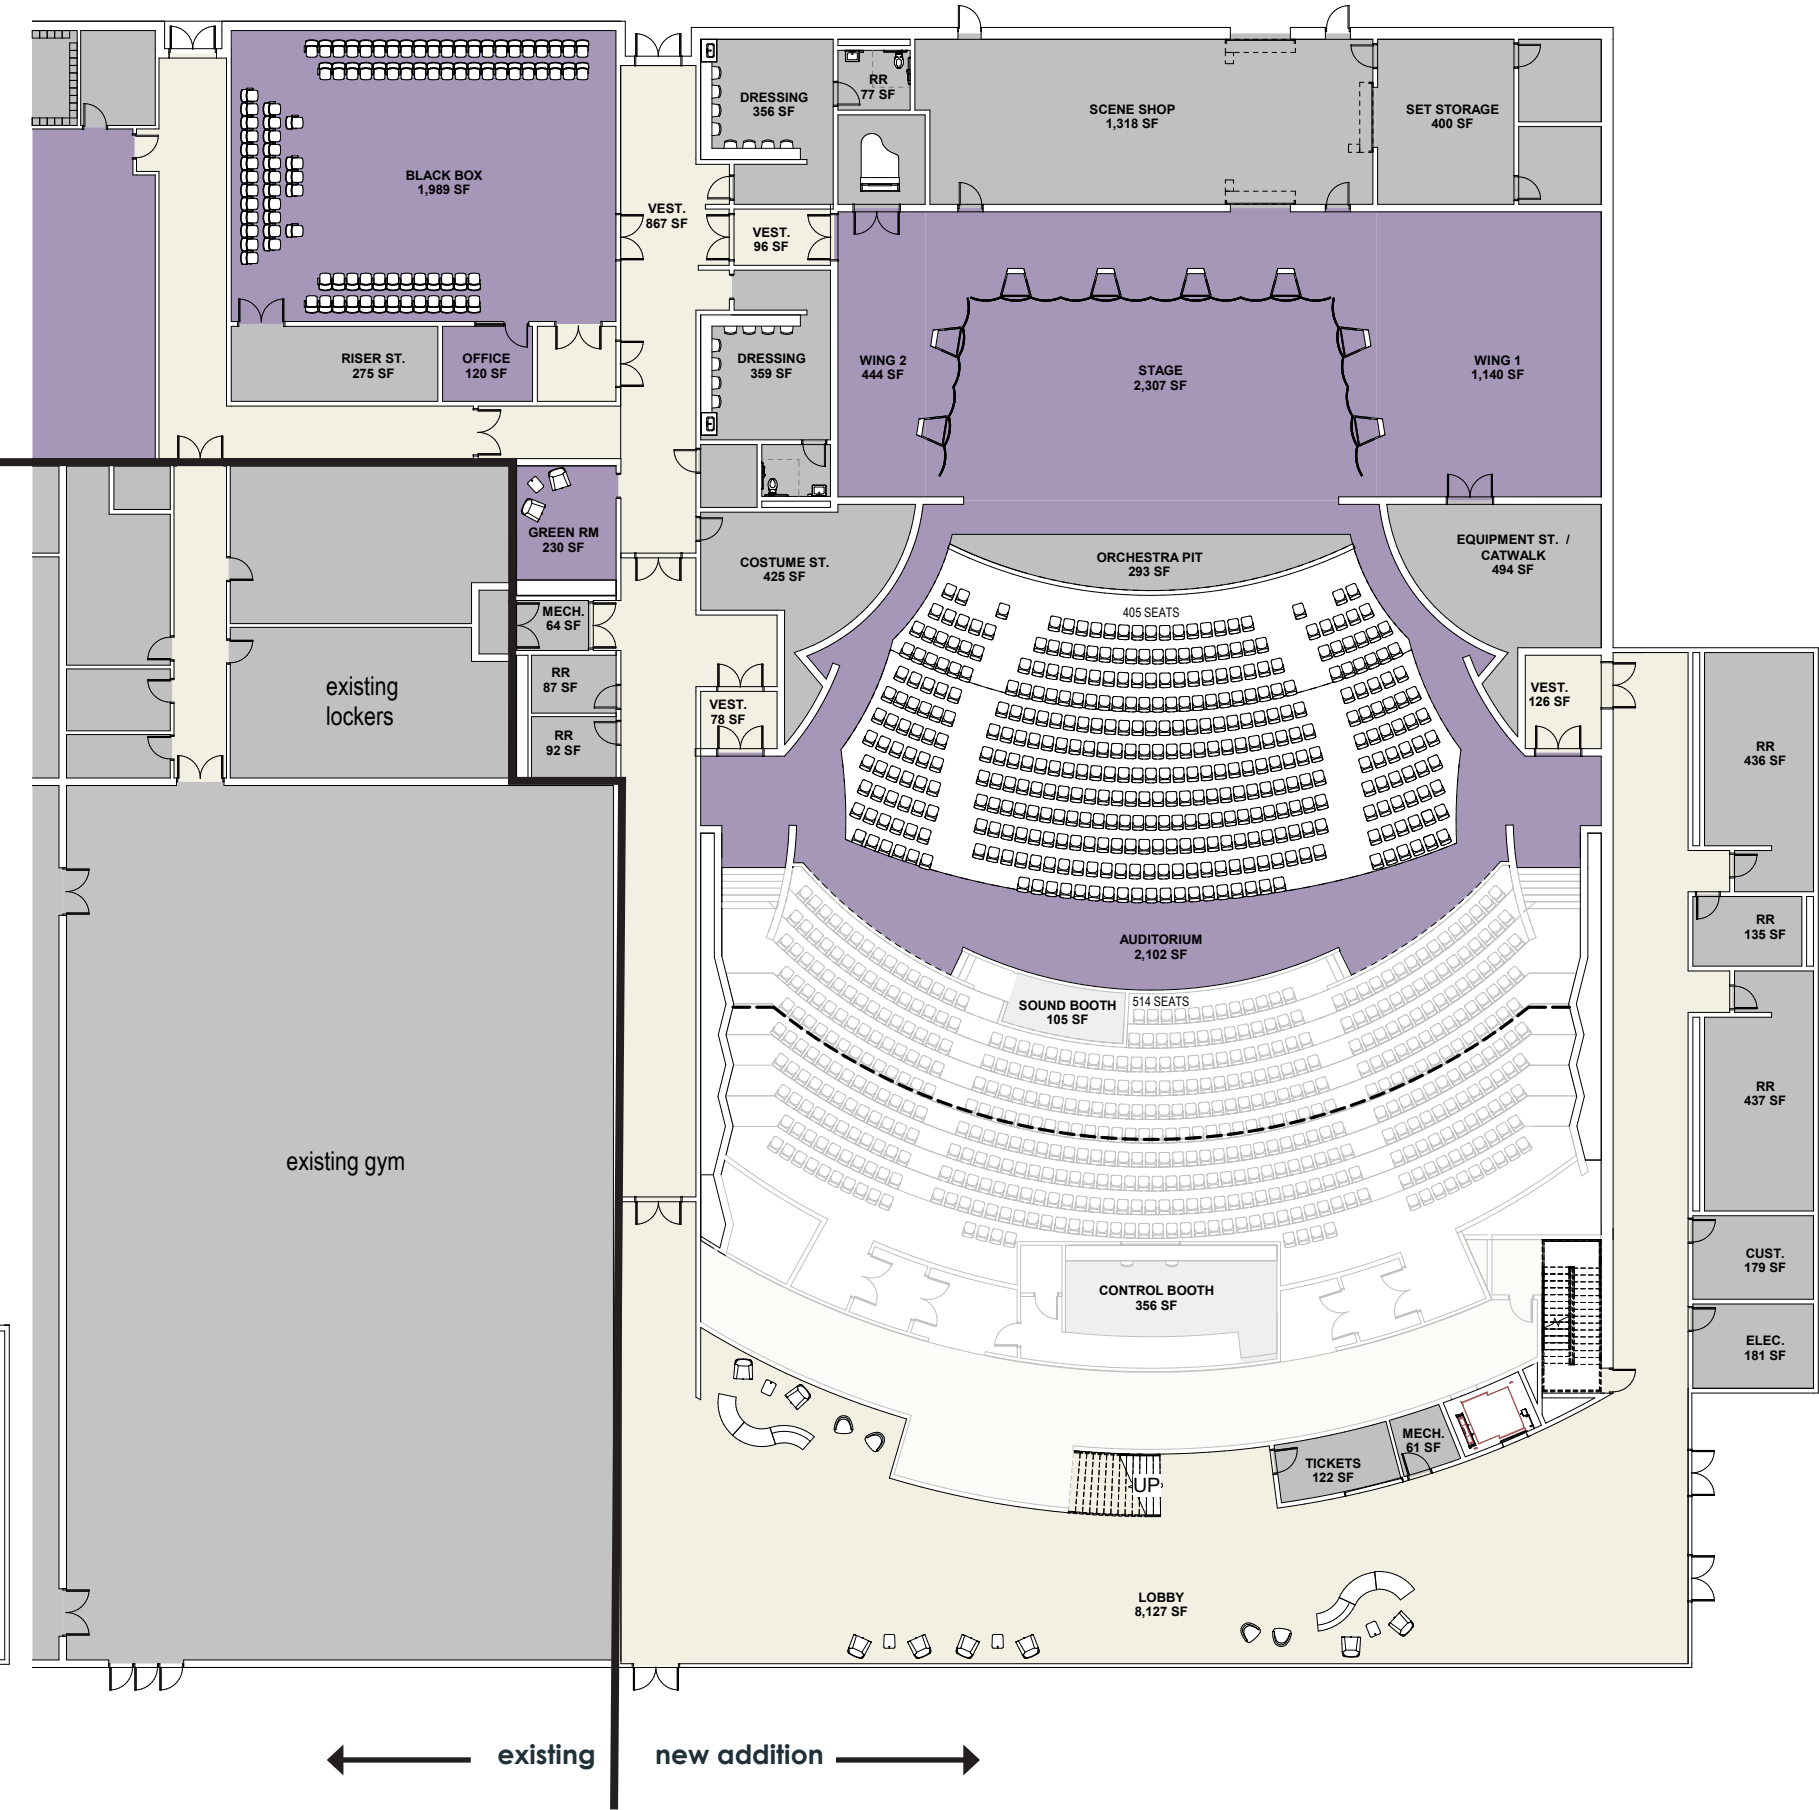 DRESSING
356 SF
RR
77 SF
SCENE SHOP
1,318 SF
SET STORAGE
400 SF
BLACK BOX
1,989 SF
VEST.
867 SF
VEST.
96 SF
RISER ST.
275 SF
OFFICE
120 SF
DRESSING
359 SF
WING 2
444 SF
STAGE
2,307 SF
WING 1
1,140 SF
GREEN RM
230 SF
COSTUME ST.
425 SF
ORCHESTRA PIT
293 SF
EQUIPMENT ST. /
CATWALK
494 SF
MECH.
64 SF
405 SEATS
RR
87 SF
existing
lockers
RR
92 SF
VEST.
78 SF
VEST.
126 SF
RR
436 SF
AUDITORIUM
2,102 SF
RR
135 SF
SOUND BOOTH
105 SF
514 SEATS
RR
437 SF
existing gym
CONTROL BOOTH
356 SF
CUST.
179 SF
ELEC.
181 SF
MECH.
61 SF
TICKETS
122 SF
UP
LOBBY
8,127 SF
existing
new addition